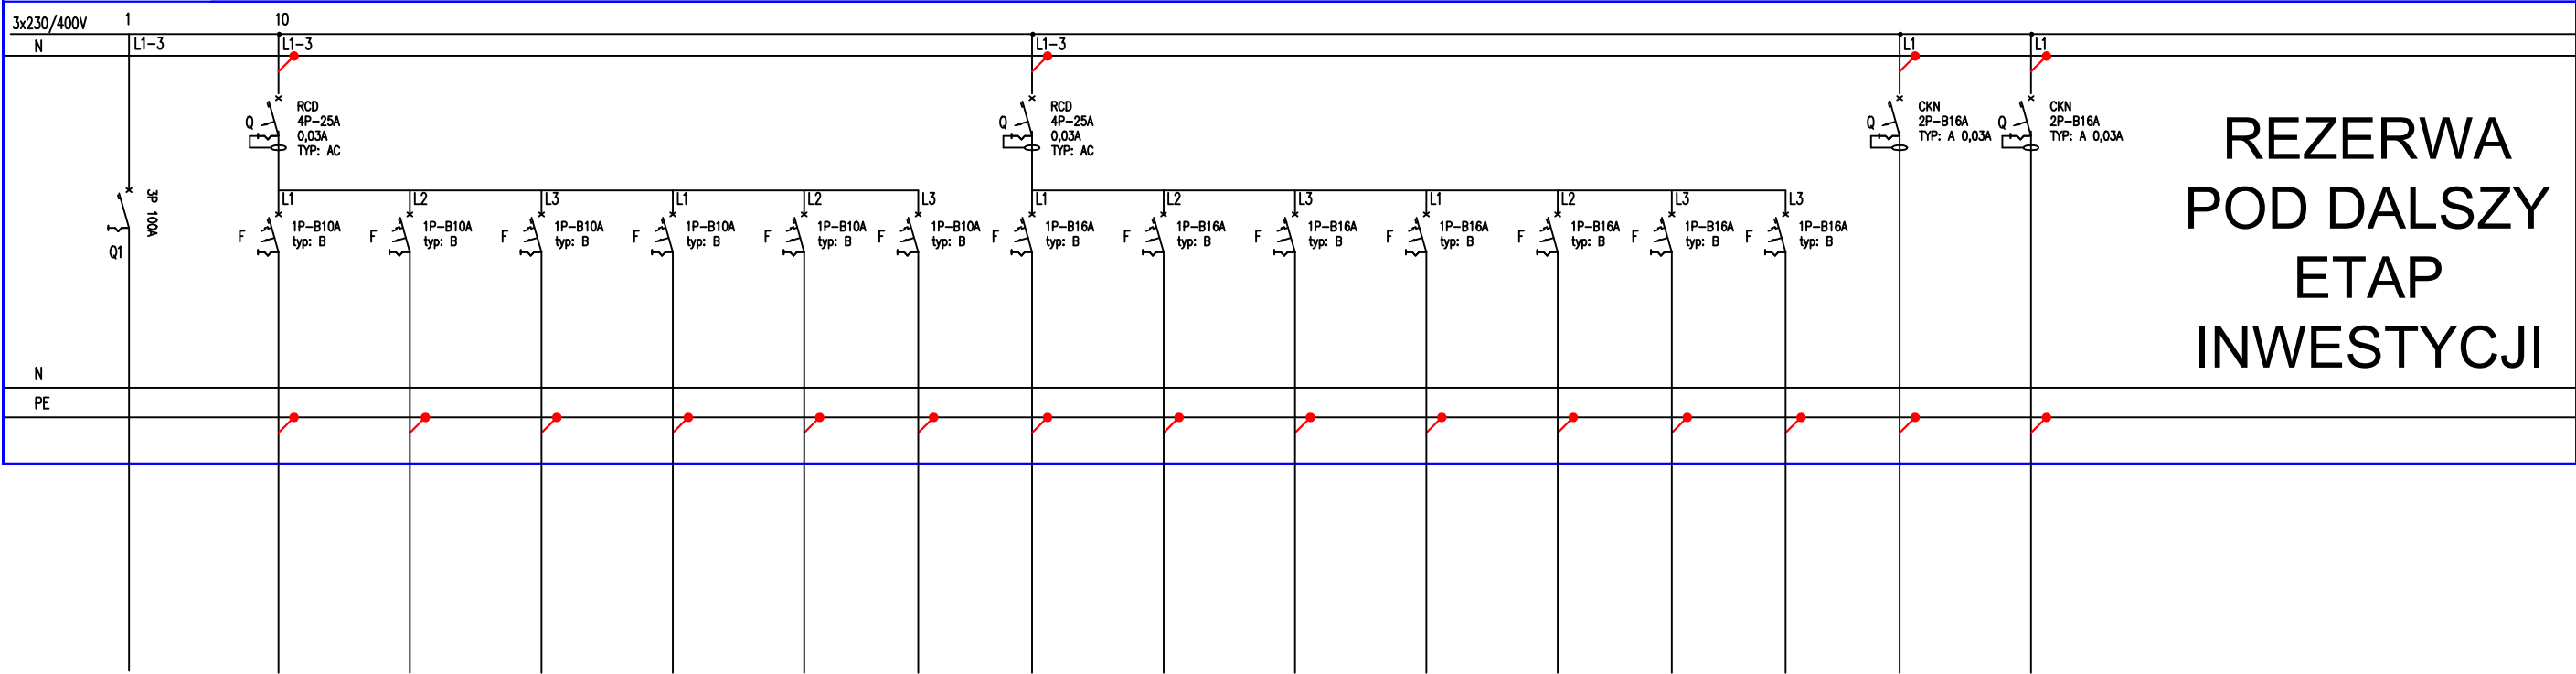 3x230/400V
1
10
N
L1-3
L1-3
L1-3
L1
L1
Q
RCD
4P-25A
0,03A
TYP: AC
Q
RCD
4P-25A
0,03A
TYP: AC
Q
CKN
2P-B16A
TYP: A 0,03A
Q
CKN
2P-B16A
TYP: A 0,03A
REZERWA
POD DALSZY
ETAP
INWESTYCJI
3P 100A
Q1
L1
F
1P-B10A
typ: B
L2
F
1P-B10A
typ: B
L3
F
1P-B10A
typ: B
L1
F
1P-B10A
typ: B
L2
F
1P-B10A
typ: B
L3
F
1P-B10A
typ: B
L1
F
1P-B16A
typ: B
L2
F
1P-B16A
typ: B
L3
F
1P-B16A
typ: B
L1
F
1P-B16A
typ: B
L2
F
1P-B16A
typ: B
L3
F
1P-B16A
typ: B
L3
F
1P-B16A
typ: B
N
PE